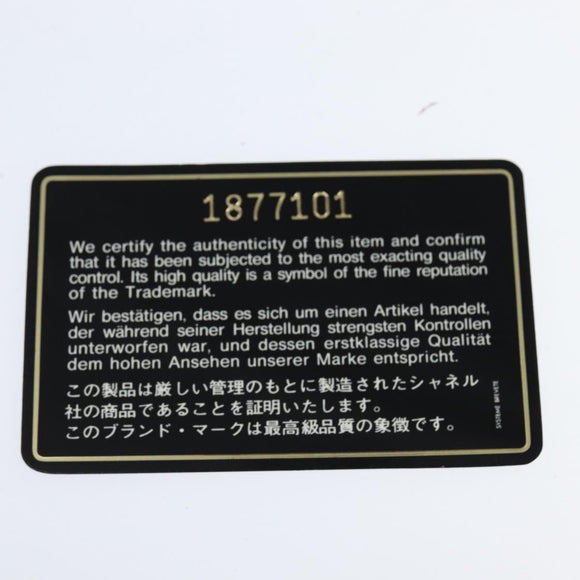 1877101
We certify the authenticity of this item and confirm
that it has been subjected to the most exacting quality
control. Its high quality is a symbol of the fine reputation
of the Trademark.
Wir bestätigen, dass es sich um einen Artikel handelt,
der während seiner Herstellung strengsten Kontrollen
unterworfen war, und dessen erstklassige Qualität
dem hohen Ansehen unserer Marke entspricht.
この製品は厳しい管理のもとに製造されたシャネル
社の商品であることを証明いたします。
このブランド・マークは最高級品質の象徴です。